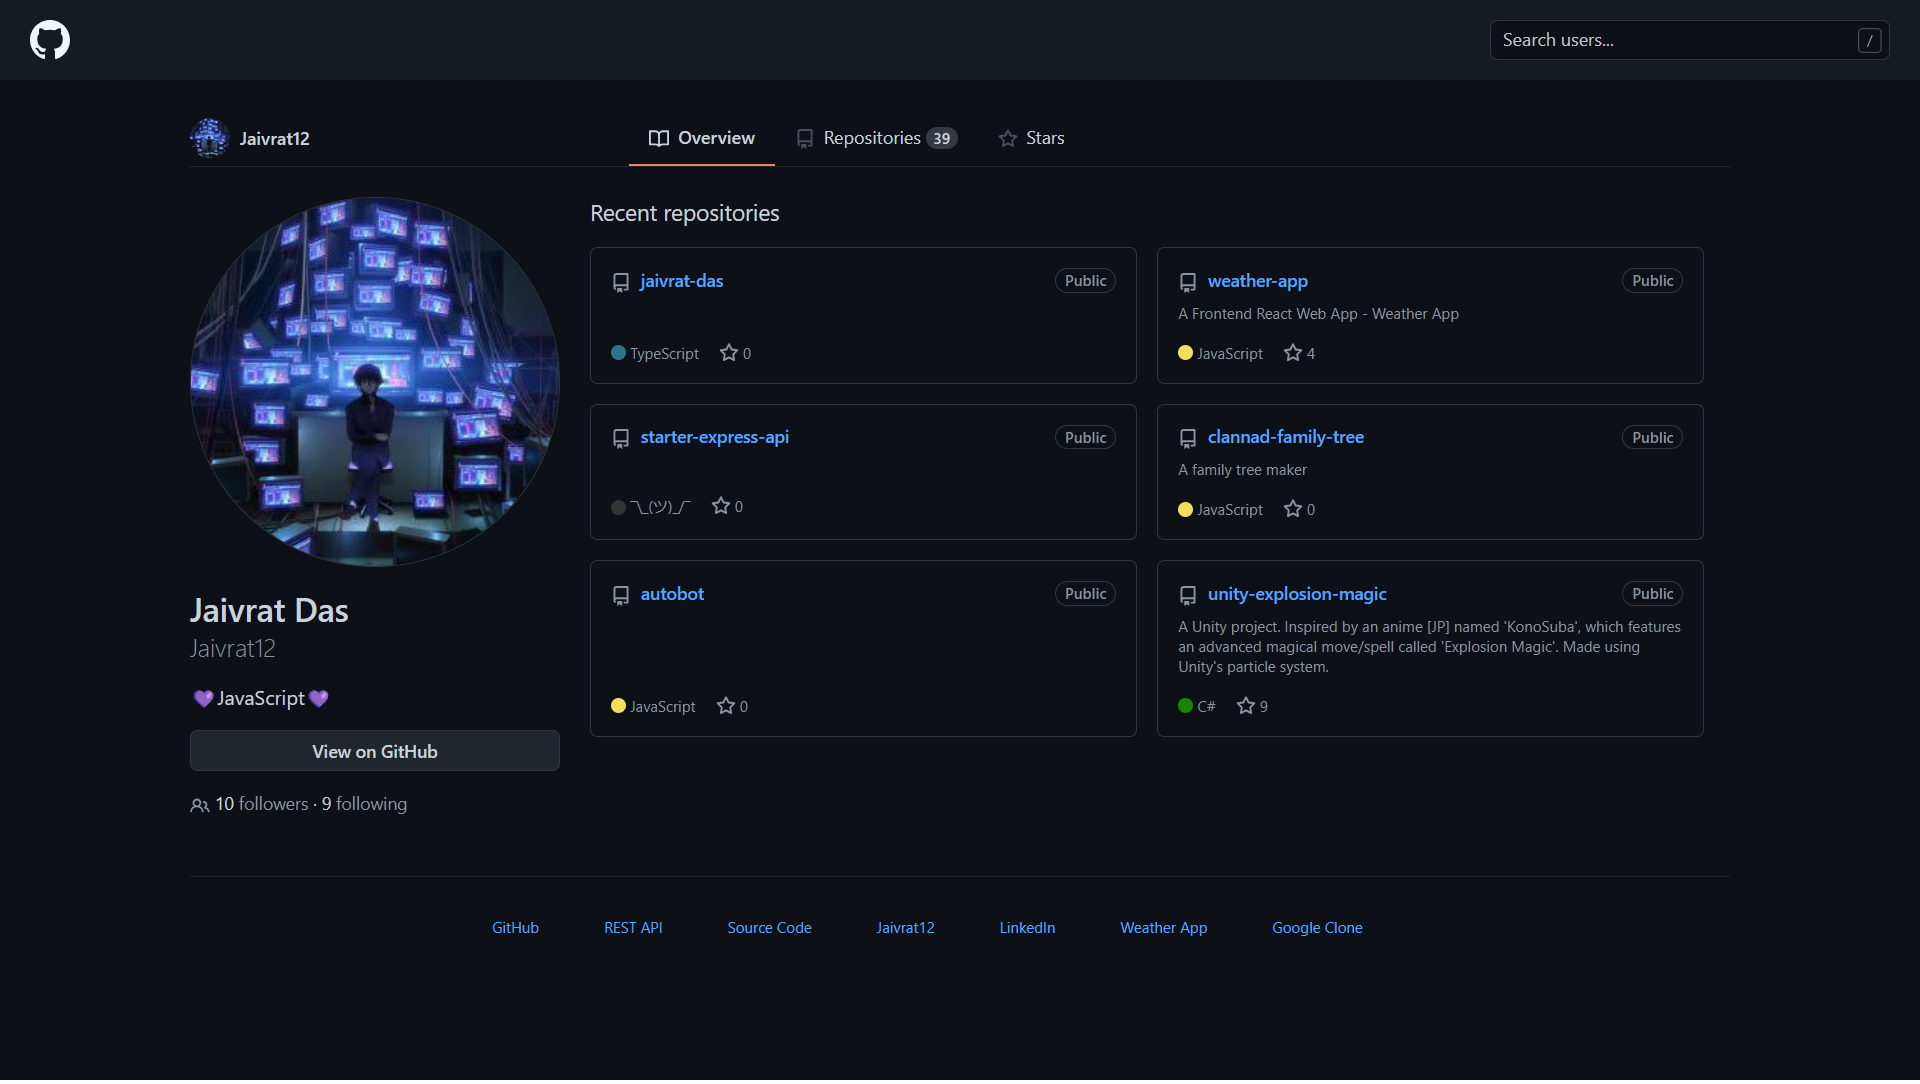 Search users...
/
Jaivrat12
Overview
Repositories 39
Stars
Jaivrat Das
Jaivrat12
💜JavaScript💜
View on GitHub
10 followers · 9 following
Recent repositories
jaivrat-das
Public
TypeScript
0
weather-app
Public
A Frontend React Web App - Weather App
JavaScript
4
starter-express-api
Public
¯\_(ツ)_/¯
0
clannad-family-tree
Public
A family tree maker
JavaScript
0
autobot
Public
JavaScript
0
unity-explosion-magic
Public
A Unity project. Inspired by an anime [JP] named 'KonoSuba', which features
an advanced magical move/spell called 'Explosion Magic'. Made using
Unity's particle system.
C#
9
GitHub
REST API
Source Code
Jaivrat12
LinkedIn
Weather App
Google Clone